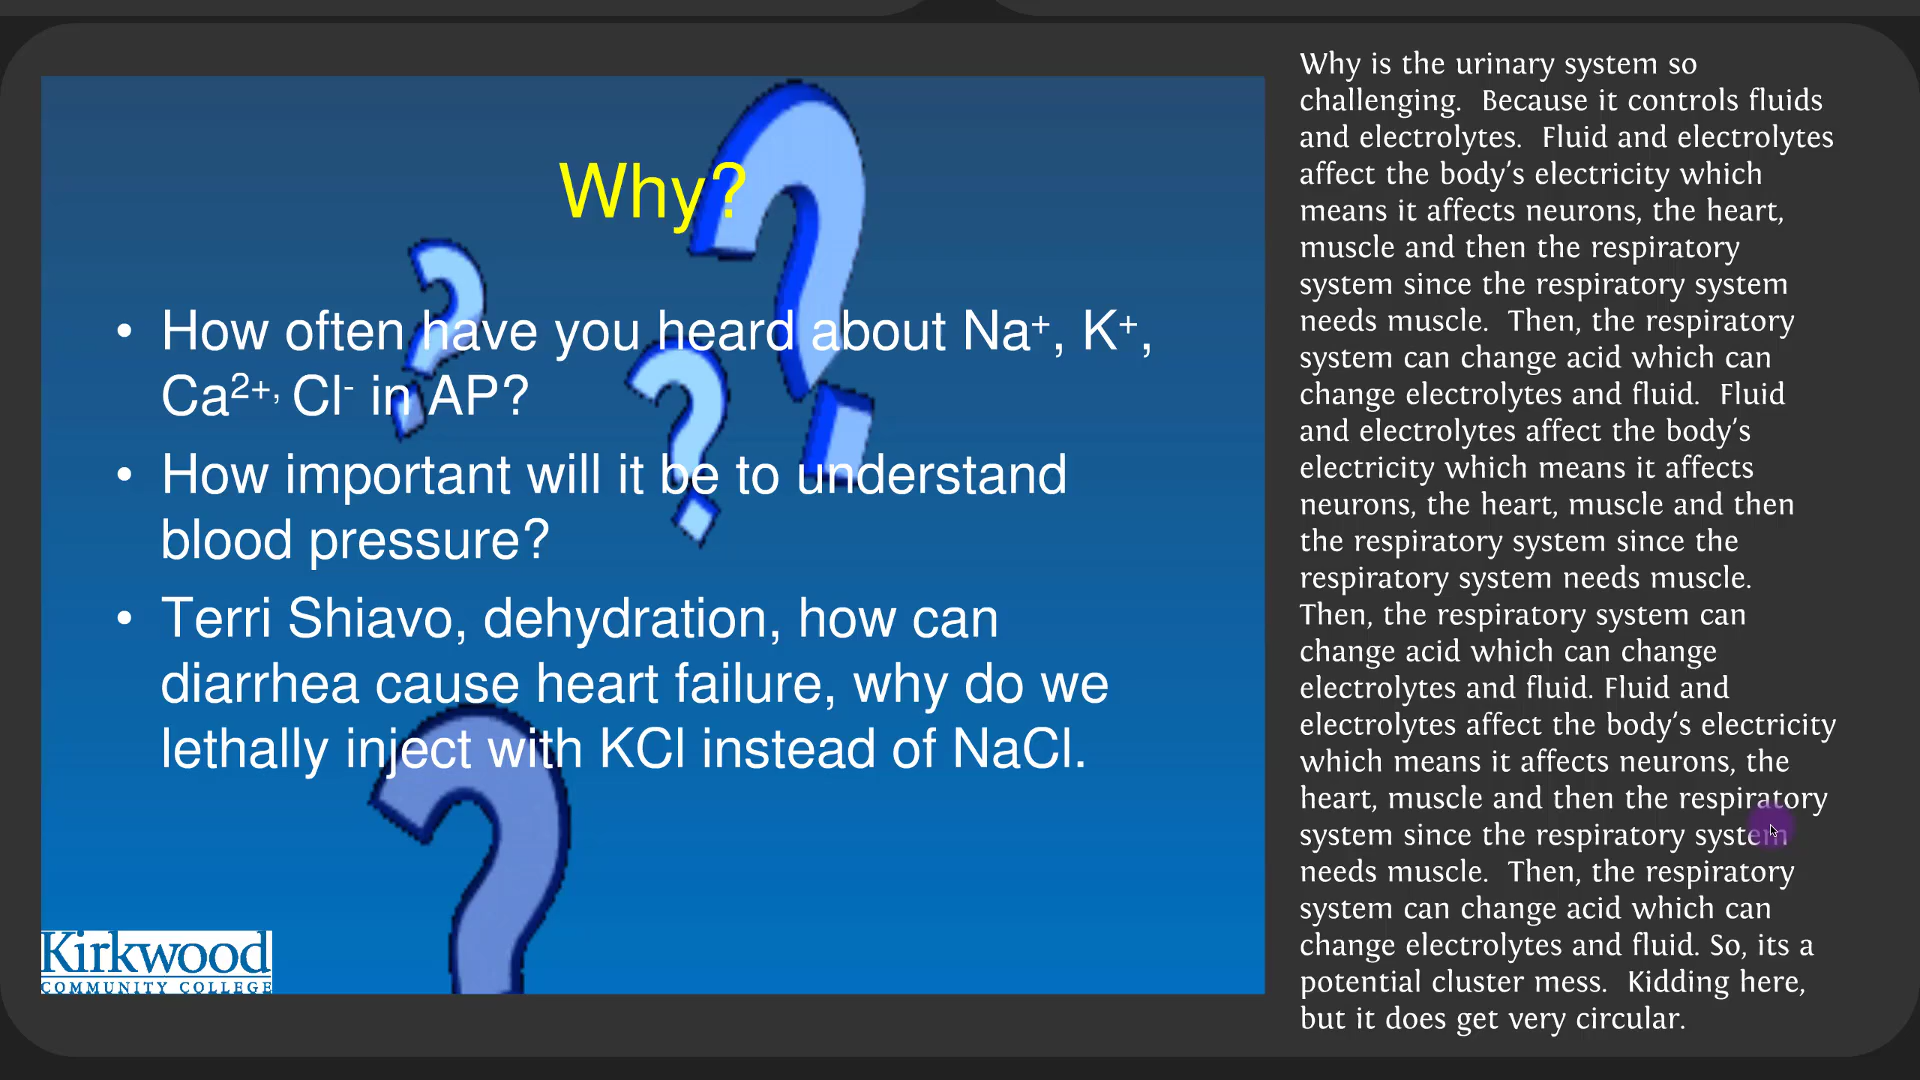 Why?
• How often have you heard about Na⁺, K⁺,
Ca²⁺, Cl⁻ in AP?
• How important will it be to understand
blood pressure?
• Terri Shiavo, dehydration, how can
diarrhea cause heart failure, why do we
lethally inject with KCl instead of NaCl.
Kirkwood
COMMUNITY COLLEGE
Why is the urinary system so
challenging.  Because it controls fluids
and electrolytes.  Fluid and electrolytes
affect the body's electricity which
means it affects neurons, the heart,
muscle and then the respiratory
system since the respiratory system
needs muscle.  Then, the respiratory
system can change acid which can
change electrolytes and fluid.  Fluid
and electrolytes affect the body's
electricity which means it affects
neurons, the heart, muscle and then
the respiratory system since the
respiratory system needs muscle.
Then, the respiratory system can
change acid which can change
electrolytes and fluid. Fluid and
electrolytes affect the body's electricity
which means it affects neurons, the
heart, muscle and then the respiratory
system since the respiratory system
needs muscle.  Then, the respiratory
system can change acid which can
change electrolytes and fluid. So, its a
potential cluster mess.  Kidding here,
but it does get very circular.